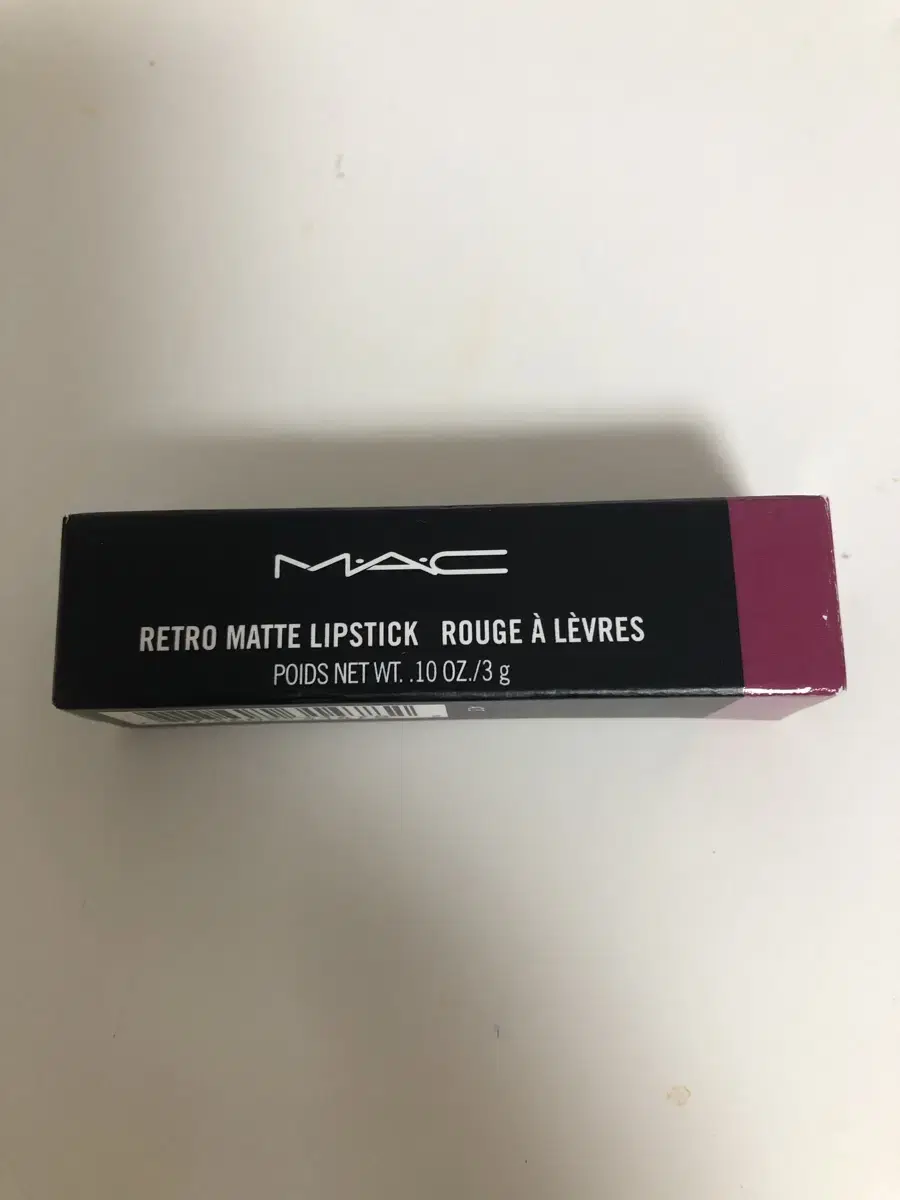 M·A·C
RETRO MATTE LIPSTICK ROUGE À LÈVRES
POIDS NET WT. .10 OZ./3 g